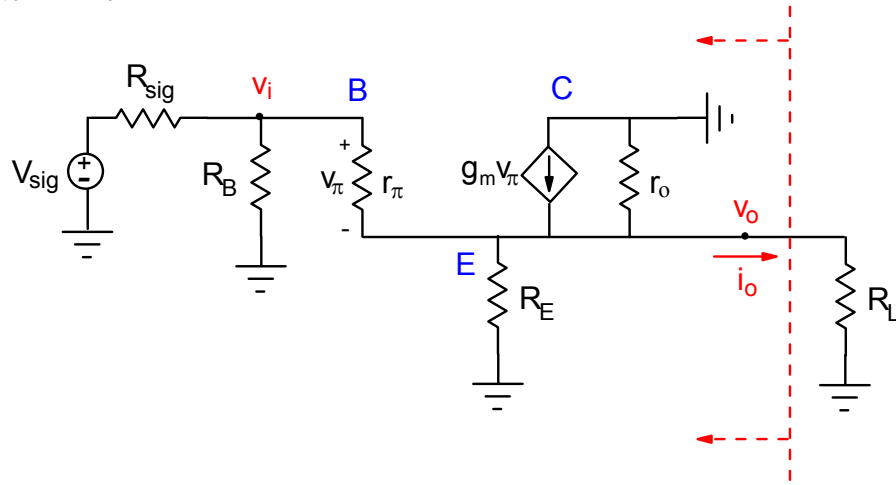 R_sig
v_i
B
C
V_sig
+
-
R_B
+
v_π
-
r_π
g_m v_π
r_o
v_o
E
i_o
R_E
R_L